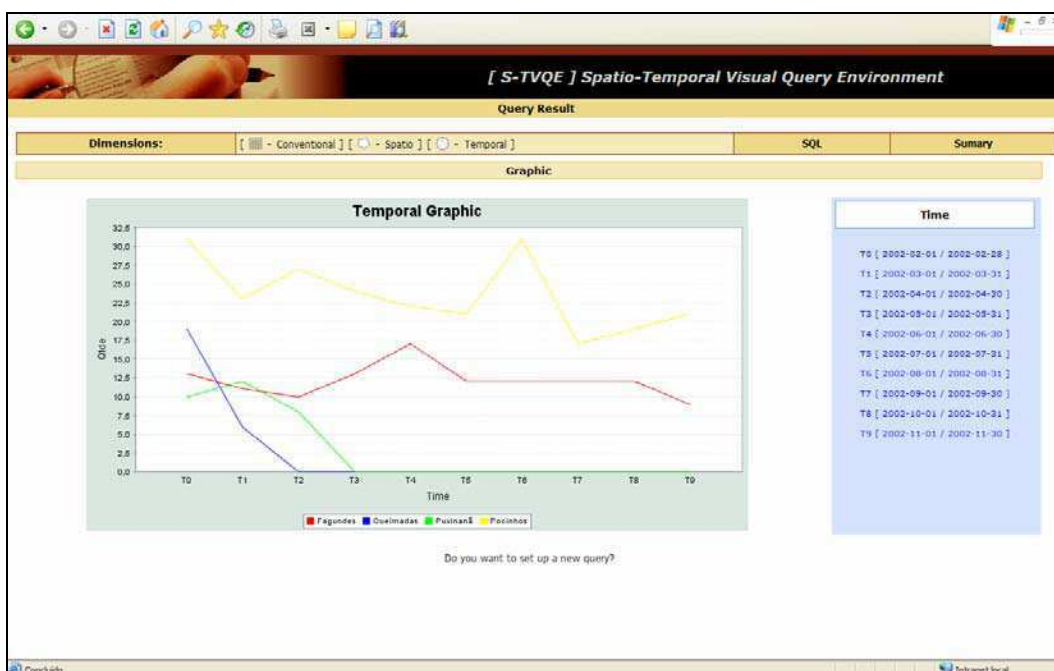 [ S-TVQE ] Spatio-Temporal Visual Query Environment
Query Result
Dimensions:
[ - Conventional ] [ - Spatio ] [ - Temporal ]
SQL
Sumary
Graphic
Temporal Graphic
Time
32,5
30,0
27,5
25,0
22,5
20,0
17,5
15,0
12,5
10,0
7,5
5,0
2,5
0,0
Qtde
T0 T1 T2 T3 T4 T5 T6 T7 T8 T9
Time
Fagundes Queimadas Puxinanã Pocinhos
T0 [ 2002-02-01 / 2002-02-28 ]
T1 [ 2002-03-01 / 2002-03-31 ]
T2 [ 2002-04-01 / 2002-04-30 ]
T3 [ 2002-05-01 / 2002-05-31 ]
T4 [ 2002-06-01 / 2002-06-30 ]
T5 [ 2002-07-01 / 2002-07-31 ]
T6 [ 2002-08-01 / 2002-08-31 ]
T7 [ 2002-09-01 / 2002-09-30 ]
T8 [ 2002-10-01 / 2002-10-31 ]
T9 [ 2002-11-01 / 2002-11-30 ]
Do you want to set up a new query?
Concluído
Intranet local